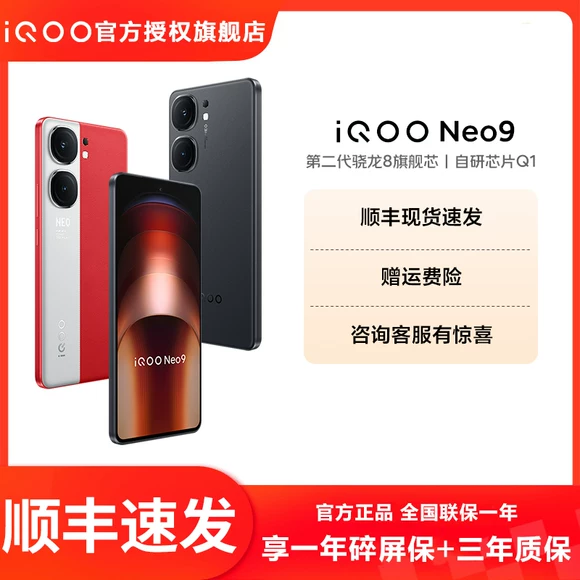 iQOO官方授权旗舰店
iQOO Neo9
第二代骁龙8旗舰芯丨自研芯片Q1
顺丰现货速发
赠运费险
咨询客服有惊喜
NEO
iQOO
iQOO
iQOO Neo9
顺丰速发
官方正品 全国联保一年
享一年碎屏保+三年质保